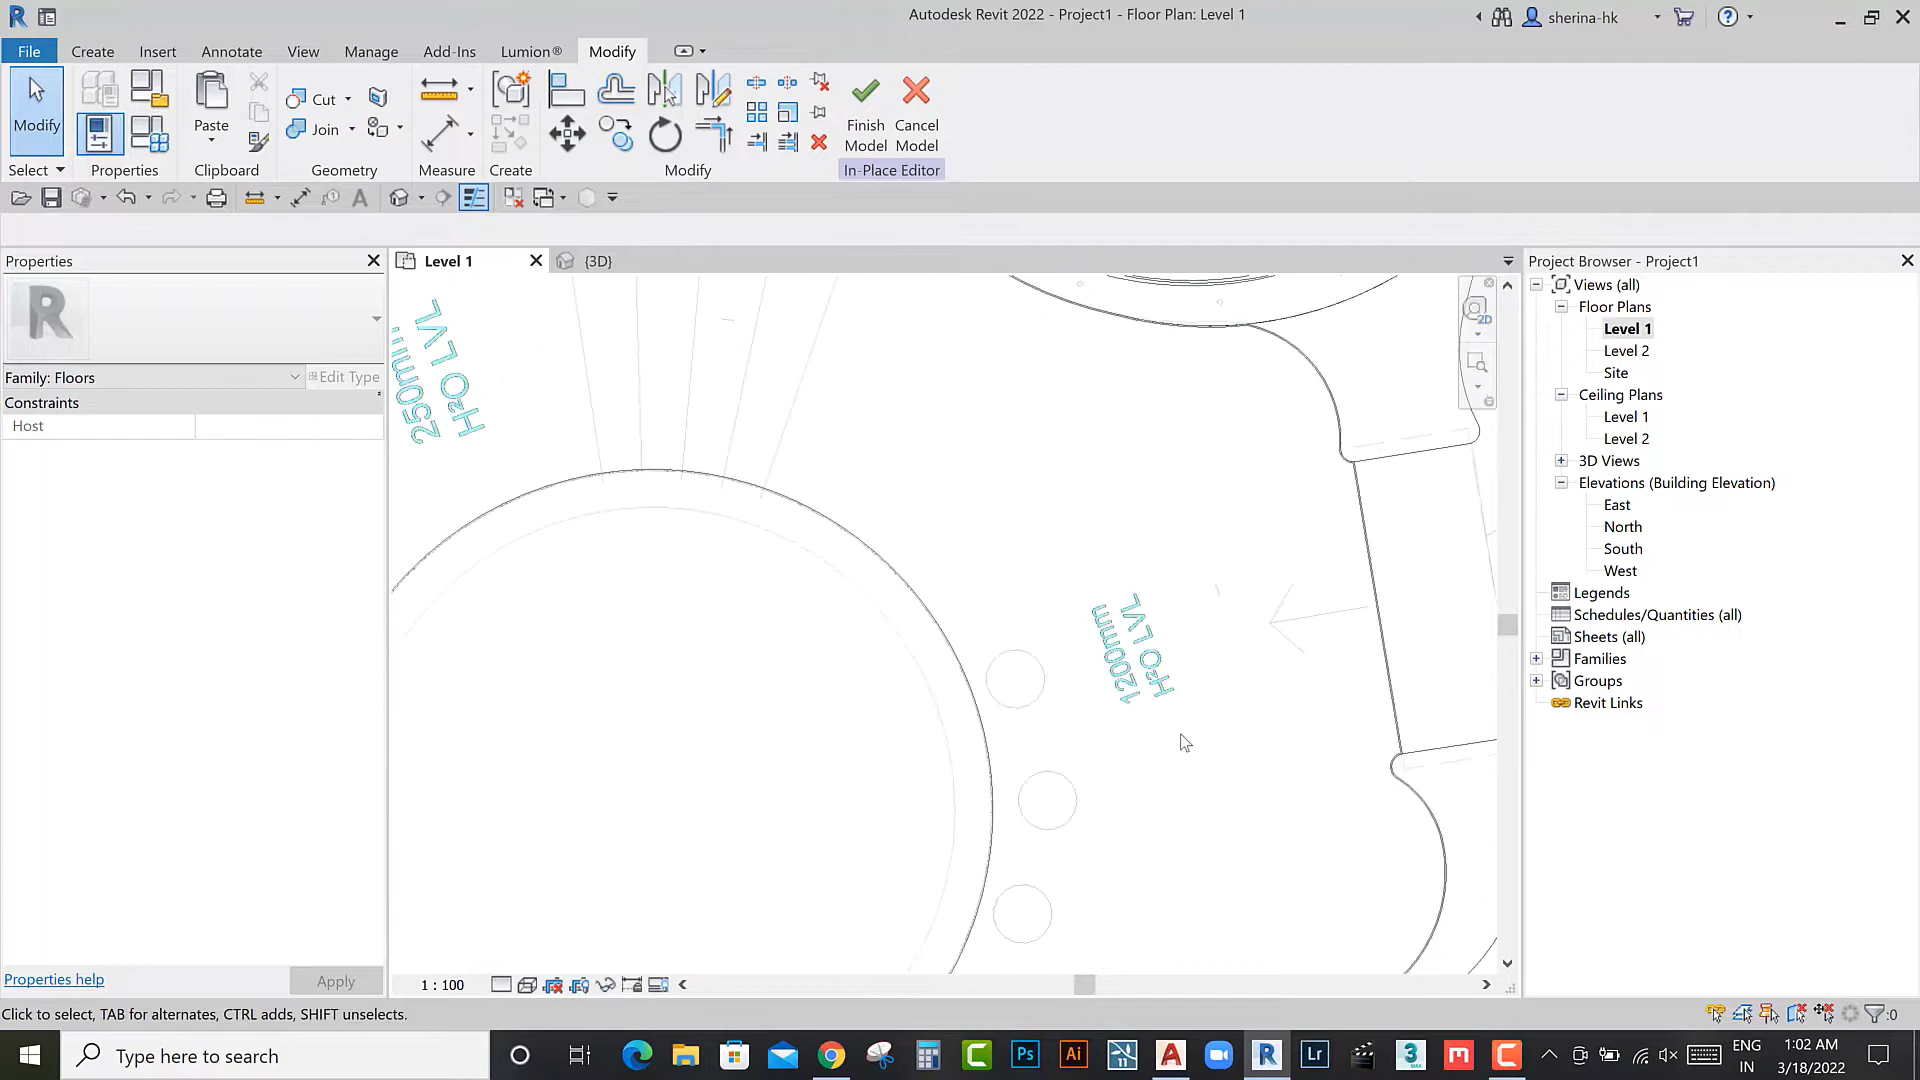 Autodesk Revit 2022 - Project1 - Floor Plan: Level 1
sherina-hk
File
Create
Insert
Annotate
View
Manage
Add-Ins
Lumion®
Modify
Modify
Paste
Cut
Join
Finish Model
Cancel Model
Select
Properties
Clipboard
Geometry
Measure
Create
Modify
In-Place Editor
Properties
Family: Floors
Edit Type
Constraints
Host
Properties help
Apply
Level 1
{3D}
H2O LVL
250mm
H2O LVL
1200mm
2D
1 : 100
Project Browser - Project1
Views (all)
Floor Plans
Level 1
Level 2
Site
Ceiling Plans
Level 1
Level 2
3D Views
Elevations (Building Elevation)
East
North
South
West
Legends
Schedules/Quantities (all)
Sheets (all)
Families
Groups
Revit Links
Click to select, TAB for alternates, CTRL adds, SHIFT unselects.
:0
Type here to search
Ps
Ai
11
A
R
Lr
3
m
C
ENG
IN
1:02 AM
3/18/2022